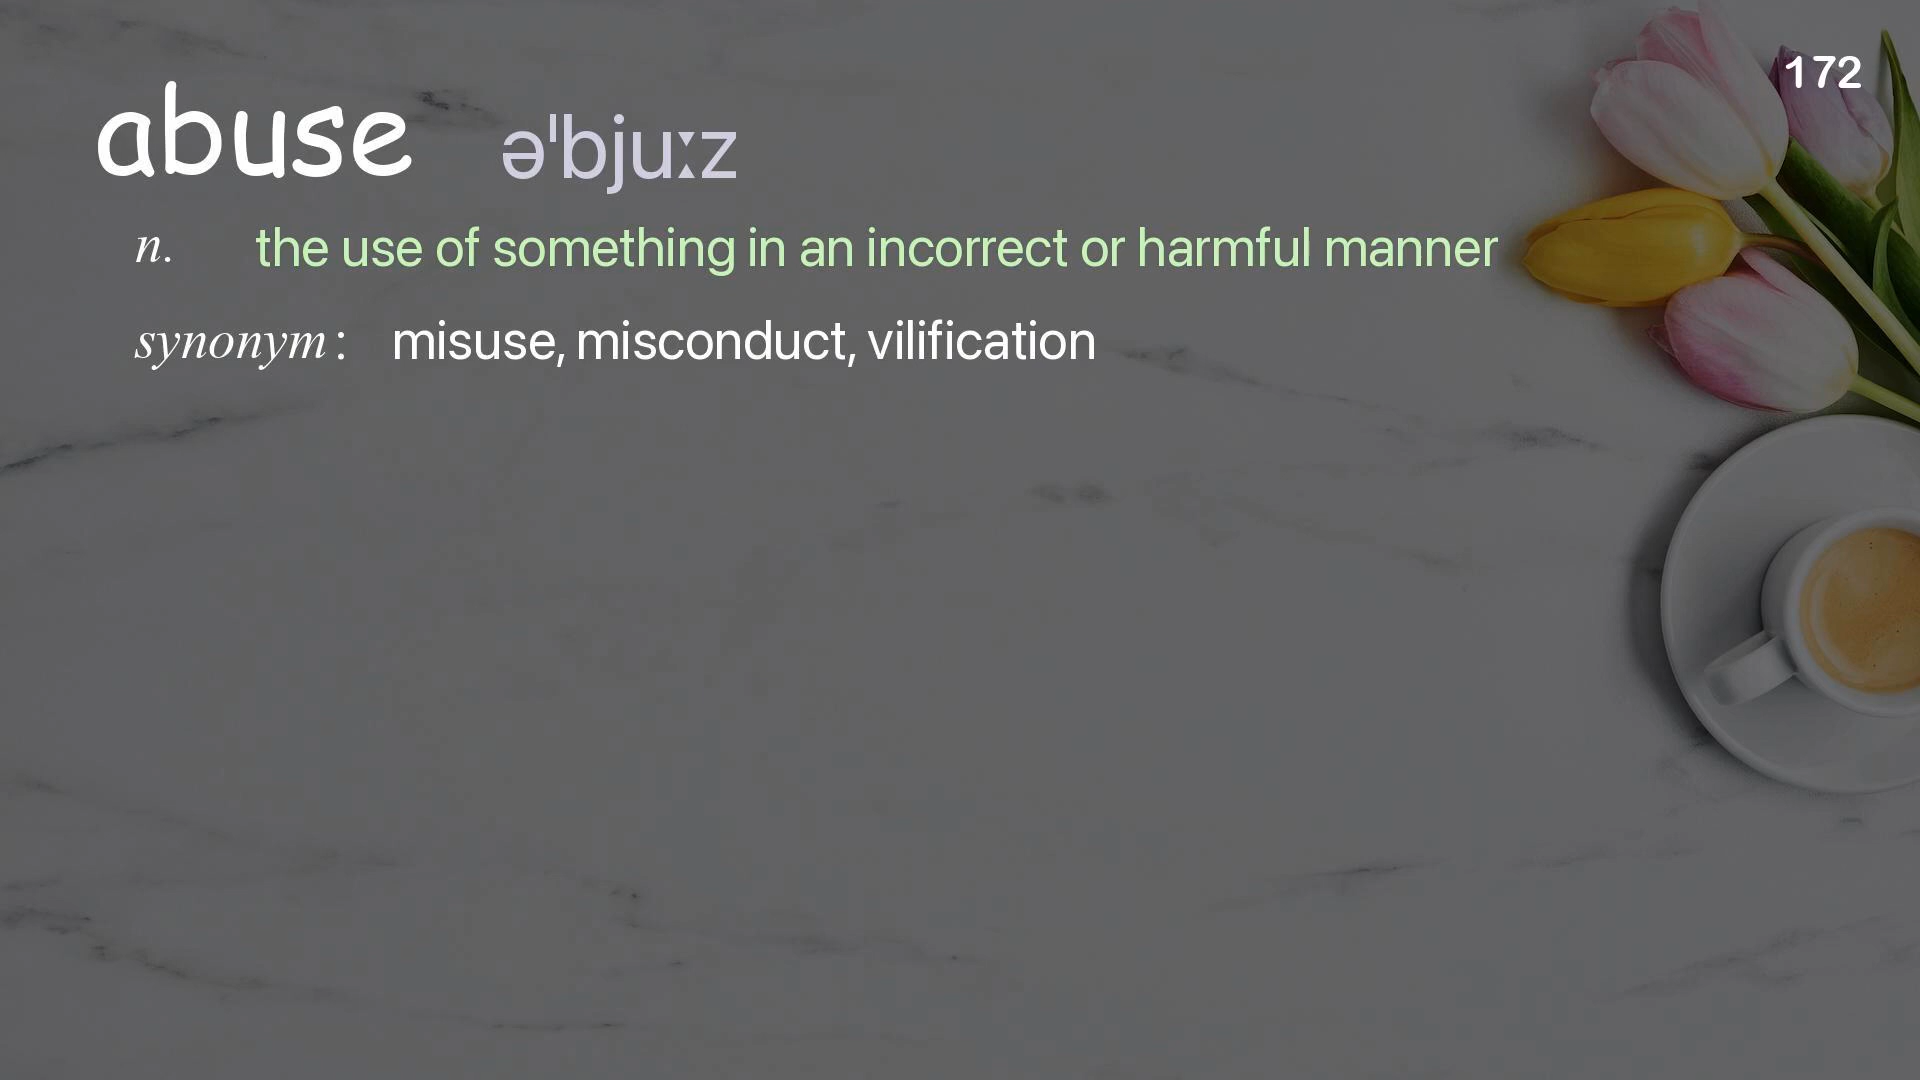 172
abuse əˈbjuːz
n. the use of something in an incorrect or harmful manner
synonym : misuse, misconduct, vilification